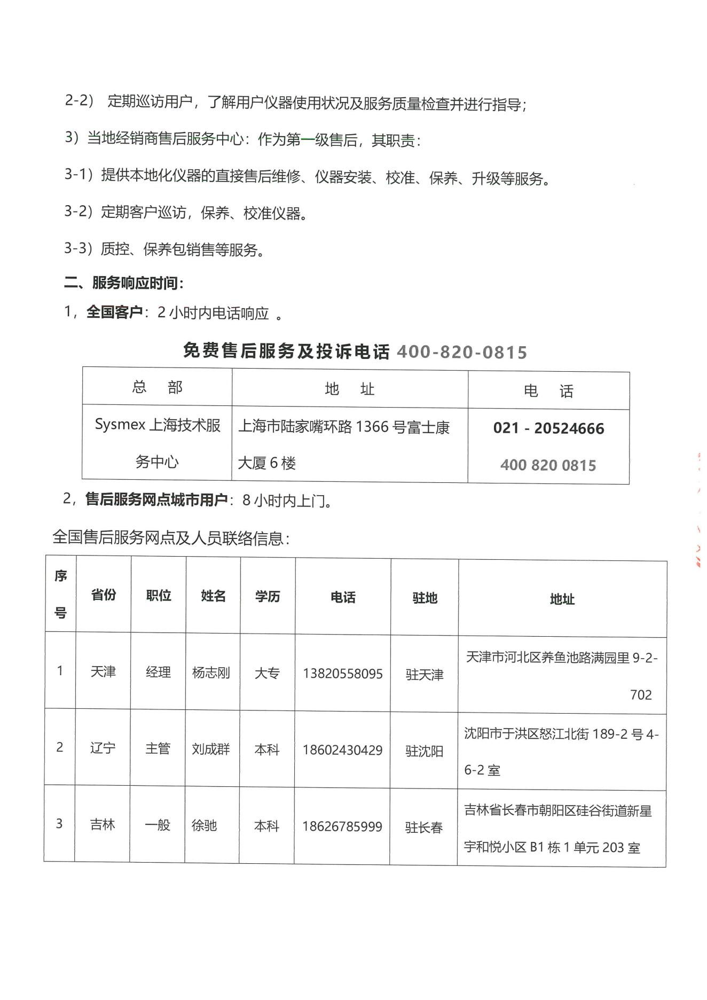 2-2） 定期巡访用户，了解用户仪器使用状况及服务质量检查并进行指导；
3）当地经销商售后服务中心：作为第一级售后，其职责：
3-1）提供本地化仪器的直接售后维修、仪器安装、校准、保养、升级等服务。
3-2）定期客户巡访，保养、校准仪器。
3-3）质控、保养包销售等服务。
二、服务响应时间：
1，全国客户：2 小时内电话响应 。
免费售后服务及投诉电话 400-820-0815
总 部 地 址 电 话
Sysmex 上海技术服
务中心
上海市陆家嘴环路 1366 号富士康
大厦 6 楼
021 - 20524666
400 820 0815
2，售后服务网点城市用户：8 小时内上门。
全国售后服务网点及人员联络信息：
序
号
省份 职位 姓名 学历 电话 驻地 地址
1 天津 经理 杨志刚 大专 13820558095 驻天津
天津市河北区养鱼池路满园里 9-2-
702
2 辽宁 主管 刘成群 本科 18602430429 驻沈阳
沈阳市于洪区怒江北街 189-2 号 4-
6-2 室
3 吉林 一般 徐驰 本科 18626785999 驻长春
吉林省长春市朝阳区硅谷街道新星
宇和悦小区 B1 栋 1 单元 203 室